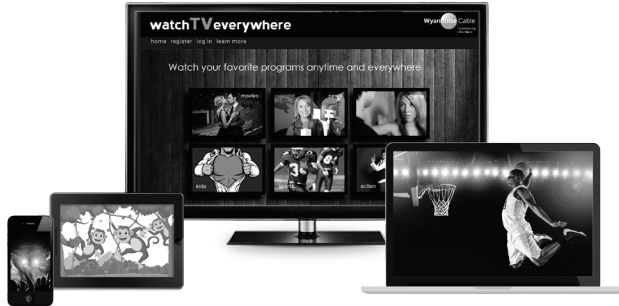 watchTVeverywhere
Wyandotte Cable
home register log in learn more
Watch your favorite programs anytime and everywhere
movies
kids
sports
action